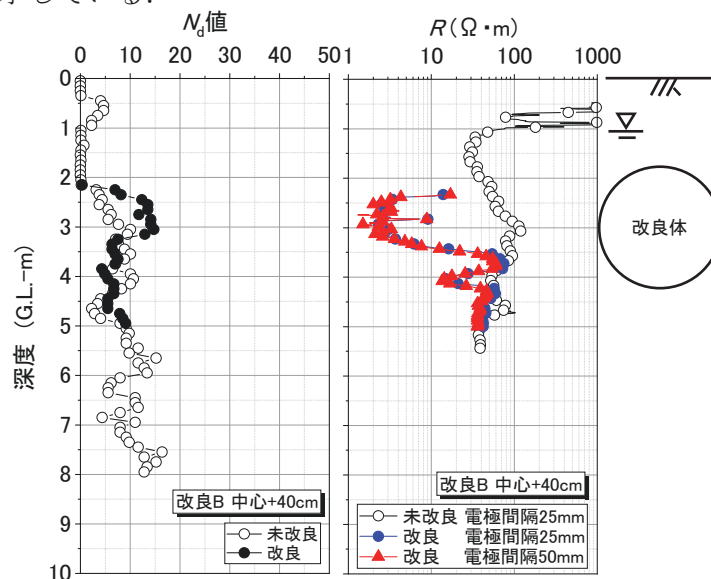 している.
N_d値
0 10 20 30 40 50
R(Ω・m)
1 10 100 1000
深度 (G.L.-m)
0
1
2
3
4
5
6
7
8
9
10
改良体
改良B 中心+40cm
未改良
改良
改良B 中心+40cm
未改良 電極間隔25mm
改良 電極間隔25mm
改良 電極間隔50mm